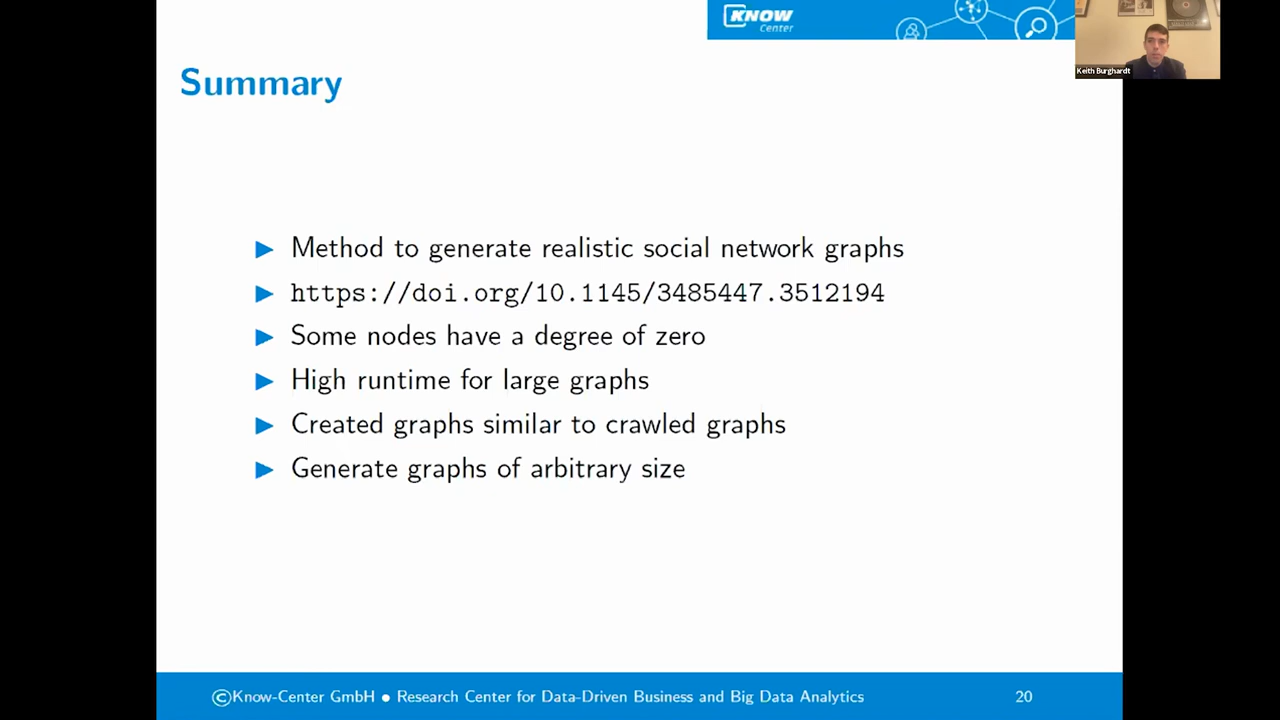 KNOW
Center
Keith Burghardt
Summary
Method to generate realistic social network graphs
https://doi.org/10.1145/3485447.3512194
Some nodes have a degree of zero
High runtime for large graphs
Created graphs similar to crawled graphs
Generate graphs of arbitrary size
©Know-Center GmbH • Research Center for Data-Driven Business and Big Data Analytics
20